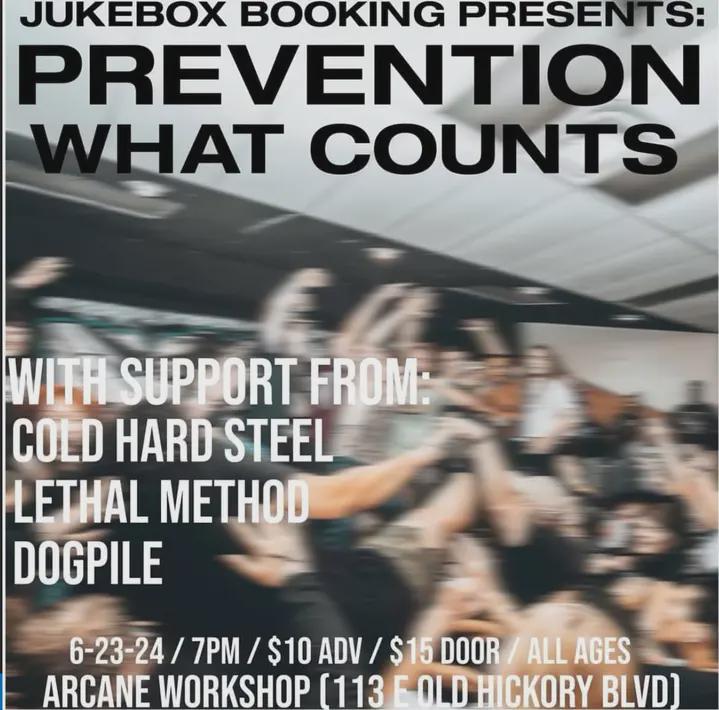 JUKEBOX BOOKING PRESENTS:
PREVENTION
WHAT COUNTS
WITH SUPPORT FROM:
COLD HARD STEEL
LETHAL METHOD
DOGPILE
6-23-24 / 7PM / $10 ADV / $15 DOOR / ALL AGES
ARCANE WORKSHOP (113 E OLD HICKORY BLVD)